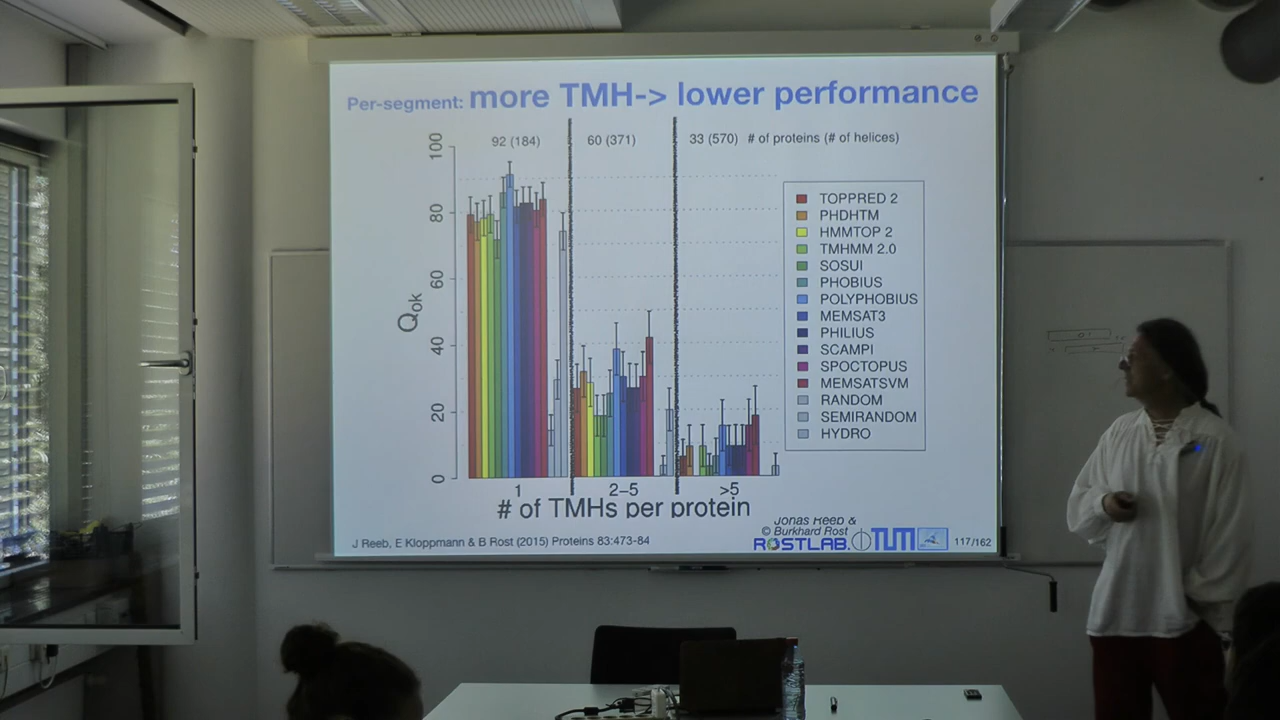 Per-segment: more TMH-> lower performance
92 (184) 60 (371) 33 (570) # of proteins (# of helices)
100
80
60
40
20
0
Qok
TOPPRED 2
PHDHTM
HMMTOP 2
TMHMM 2.0
SOSUI
PHOBIUS
POLYPHOBIUS
MEMSAT3
PHILIUS
SCAMPI
SPOCTOPUS
MEMSATSVM
RANDOM
SEMIRANDOM
HYDRO
1 2–5 >5
# of TMHs per protein
Jonas Reeb &
© Burkhard Rost
J Reeb, E Kloppmann & B Rost (2015) Proteins 83:473-84
ROSTLAB. TUM 117/162